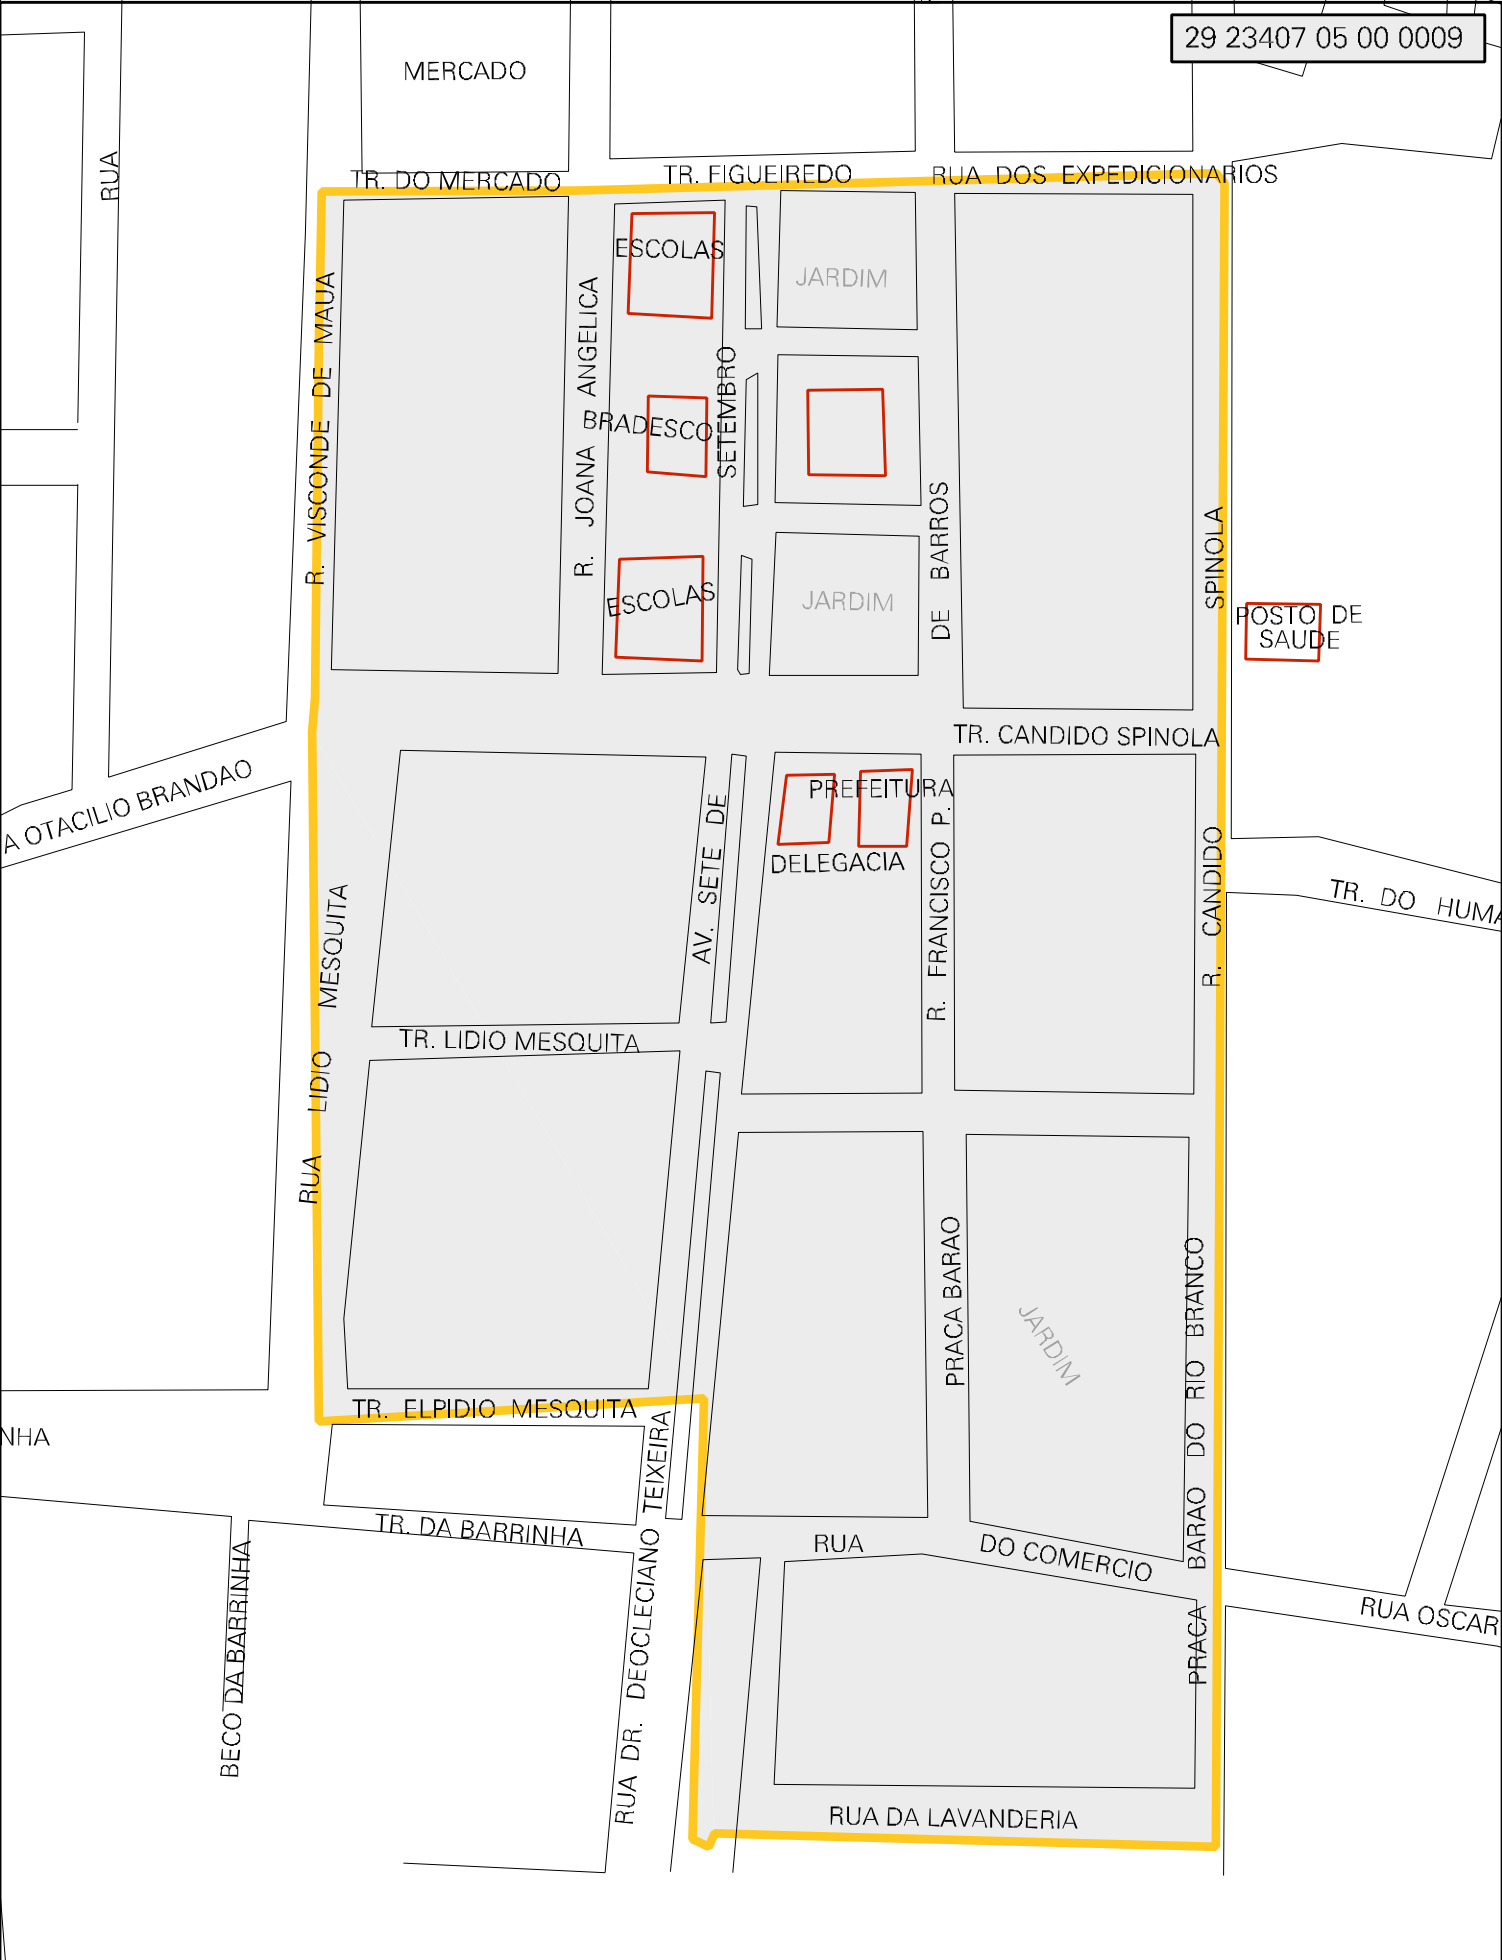 29 23407 05 00 0009
MERCADO
RUA
TR. DO MERCADO
TR. FIGUEIREDO
RUA DOS EXPEDICIONARIOS
ESCOLAS
JARDIM
R. VISCONDE DE MAUA
R. JOANA ANGELICA
BRADESCO
AV. SETE DE SETEMBRO
ESCOLAS
JARDIM
R. FRANCISCO P. DE BARROS
R. CANDIDO SPINOLA
POSTO DE
SAUDE
TR. CANDIDO SPINOLA
A OTACILIO BRANDAO
PREFEITURA
DELEGACIA
TR. DO HUMA
RUA LIDIO MESQUITA
TR. LIDIO MESQUITA
PRACA BARAO
JARDIM
PRACA BARAO DO RIO BRANCO
TR. ELPIDIO MESQUITA
NHA
TR. DA BARRINHA
RUA DO COMERCIO
BECO DA BARRINHA
RUA DR. DEOCLECIANO TEIXEIRA
RUA OSCAR
RUA DA LAVANDERIA